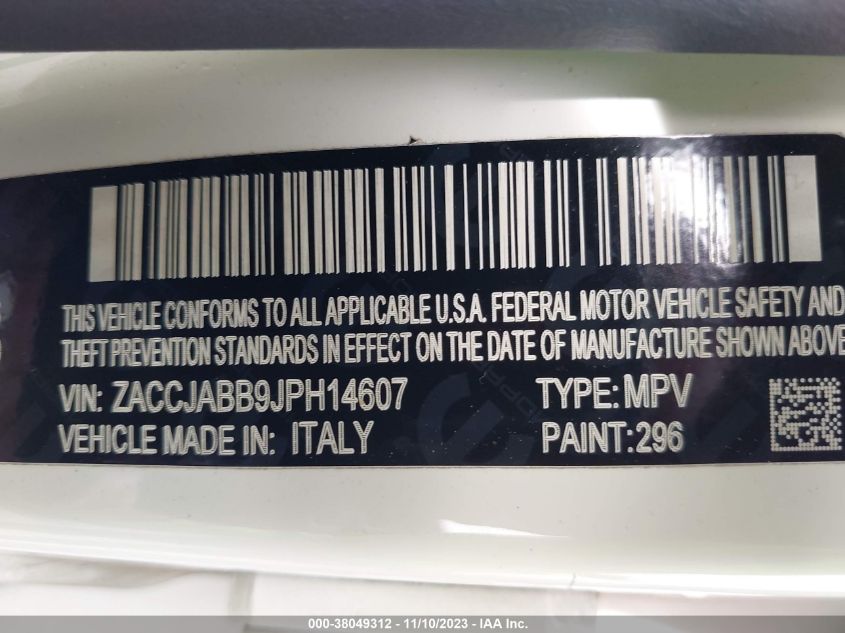 THIS VEHICLE CONFORMS TO ALL APPLICABLE U.S.A. FEDERAL MOTOR VEHICLE SAFETY AND
THEFT PREVENTION STANDARDS IN EFFECT ON THE DATE OF MANUFACTURE SHOWN ABOVE
VIN: ZACCJABB9JPH14607 TYPE: MPV
VEHICLE MADE IN: ITALY PAINT: 296
000-38049312 - 11/10/2023 - IAA Inc.